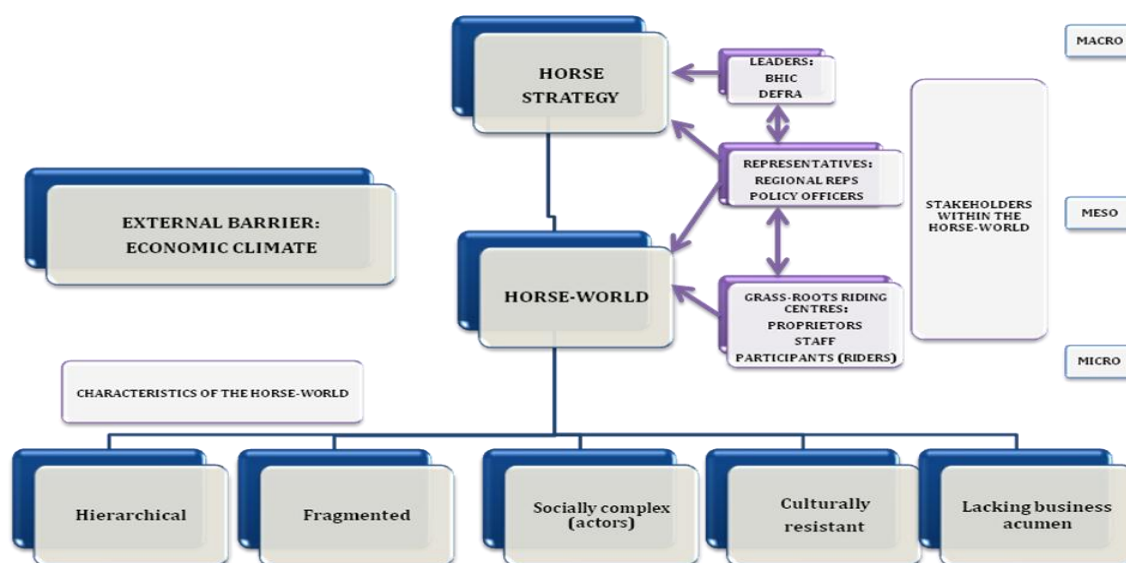 HORSE
STRATEGY
LEADERS:
BHIC
DEFRA
MACRO
REPRESENTATIVES:
REGIONAL REPS
POLICY OFFICERS
STAKEHOLDERS
WITHIN THE
HORSE-WORLD
MESO
EXTERNAL BARRIER:
ECONOMIC CLIMATE
HORSE-WORLD
GRASS-ROOTS RIDING
CENTRES:
PROPRIETORS
STAFF
PARTICIPANTS (RIDERS)
MICRO
CHARACTERISTICS OF THE HORSE-WORLD
Hierarchical
Fragmented
Socially complex
(actors)
Culturally
resistant
Lacking business
acumen